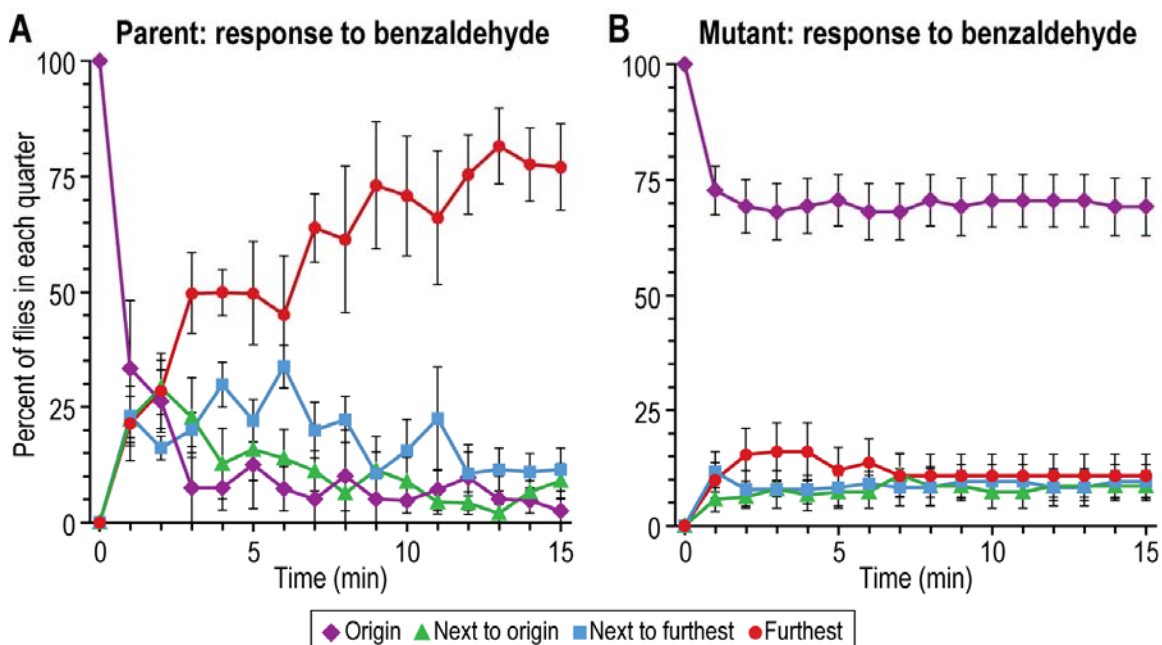 A Parent: response to benzaldehyde
B Mutant: response to benzaldehyde
Percent of flies in each quarter
100
75
50
25
0
0 5 10 15
Time (min)
100
75
50
25
0
0 5 10 15
Time (min)
Origin Next to origin Next to furthest Furthest